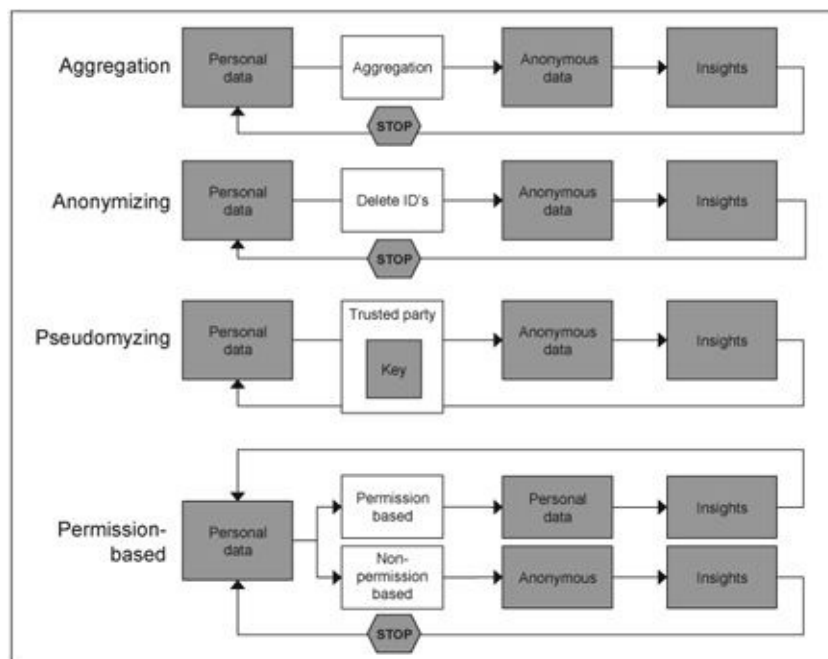 Aggregation
Personal
data
Aggregation
Anonymous
data
Insights
STOP
Anonymizing
Personal
data
Delete ID's
Anonymous
data
Insights
STOP
Pseudomyzing
Personal
data
Trusted party
Key
Anonymous
data
Insights
Permission-
based
Personal
data
Permission
based
Personal
data
Insights
Non-
permission
based
Anonymous
Insights
STOP